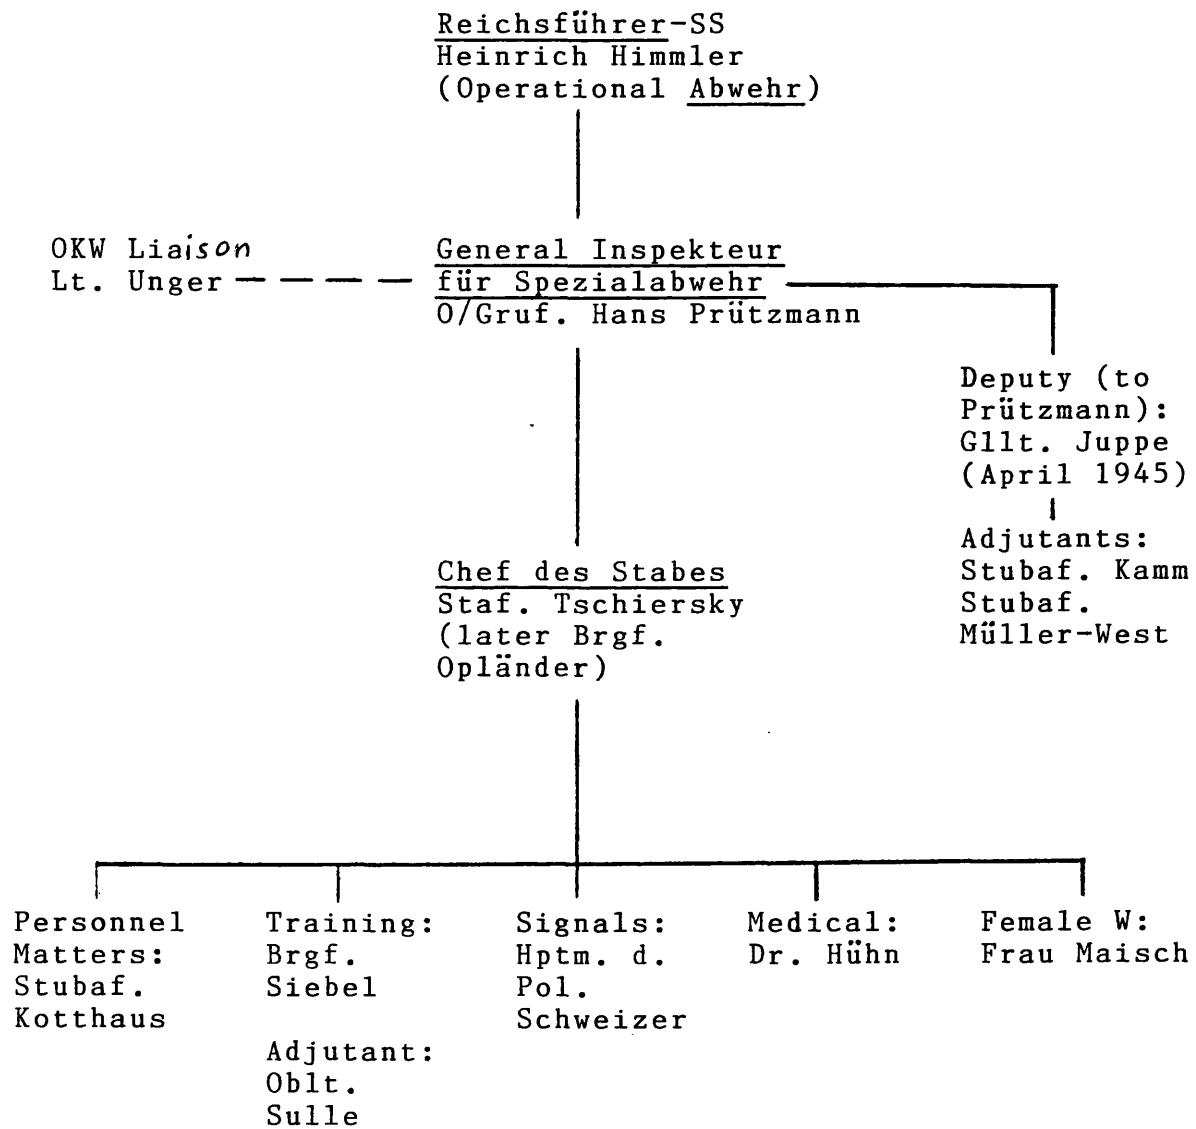 Reichsführer-SS
Heinrich Himmler
(Operational Abwehr)
OKW Liaison
Lt. Unger
General Inspekteur
für Spezialabwehr
O/Gruf. Hans Prützmann
Deputy (to
Prützmann):
Gllt. Juppe
(April 1945)
Adjutants:
Stubaf. Kamm
Stubaf.
Müller-West
Chef des Stabes
Staf. Tschiersky
(later Brgf.
Opländer)
Personnel
Matters:
Stubaf.
Kotthaus
Training:
Brgf.
Siebel
Adjutant:
Oblt.
Sulle
Signals:
Hptm. d.
Pol.
Schweizer
Medical:
Dr. Hühn
Female W:
Frau Maisch